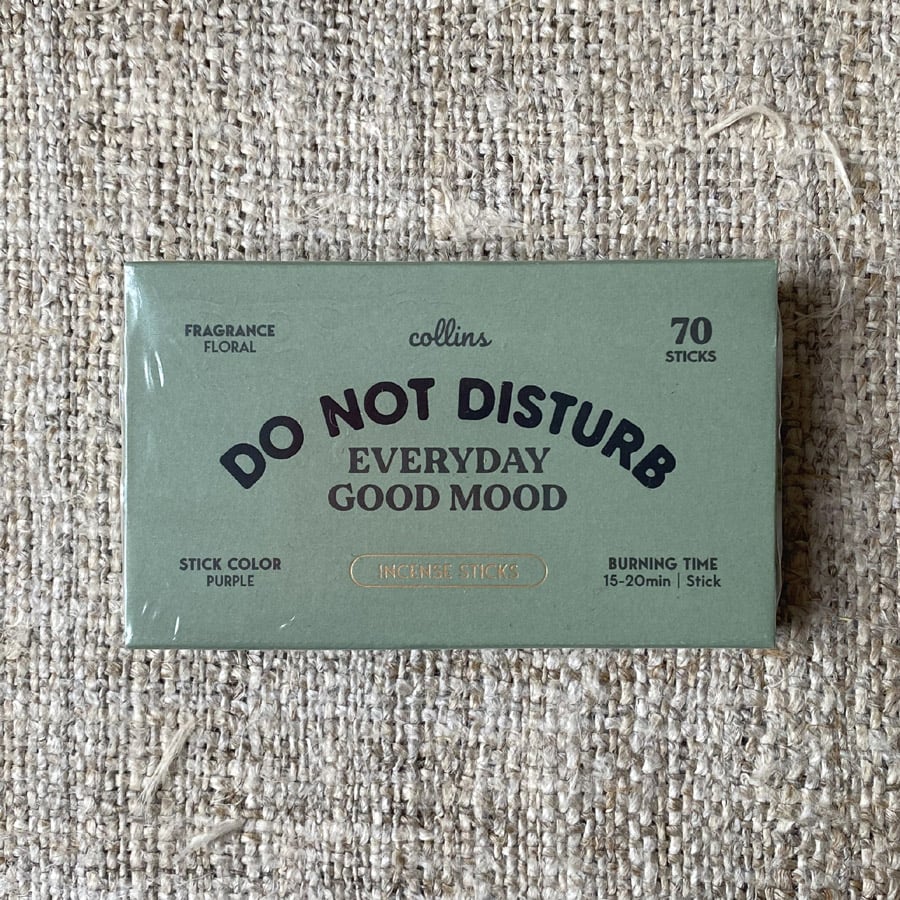 FRAGRANCE
FLORAL
collins
70
STICKS
DO NOT DISTURB
EVERYDAY
GOOD MOOD
STICK COLOR
PURPLE
INCENSE STICKS
BURNING TIME
15-20min | Stick